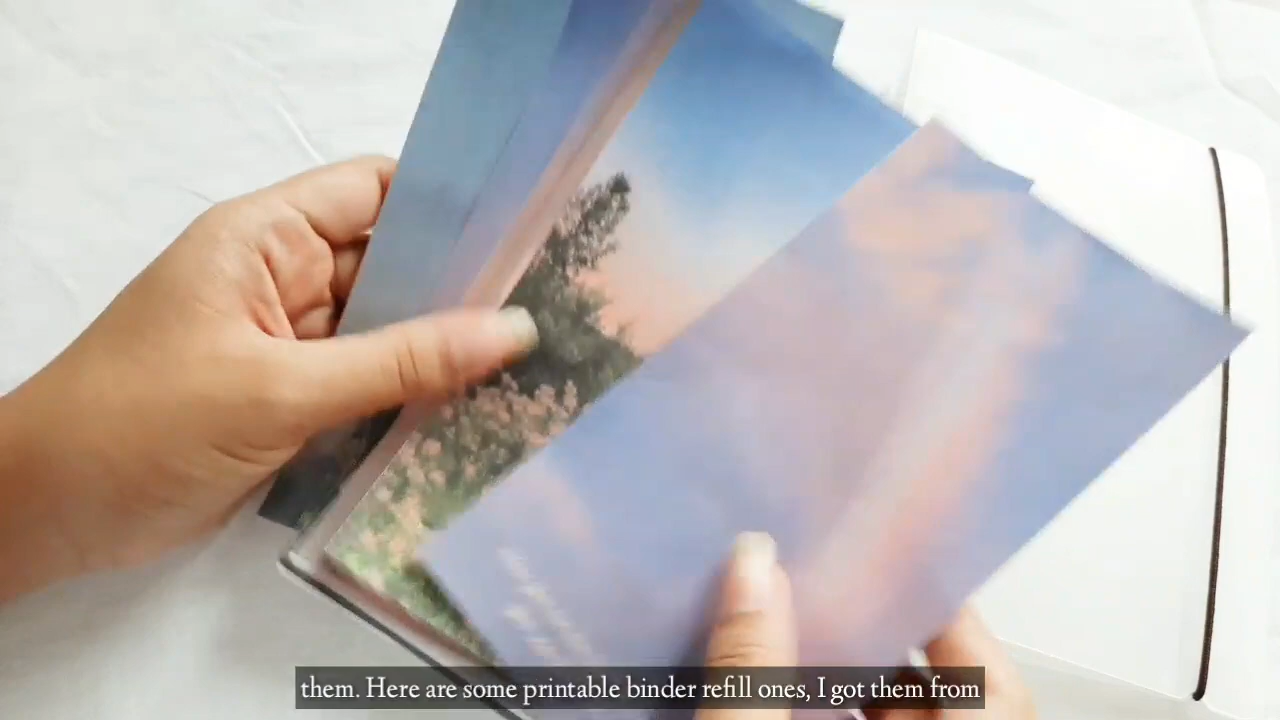 them. Here are some printable binder refill ones, I got them from